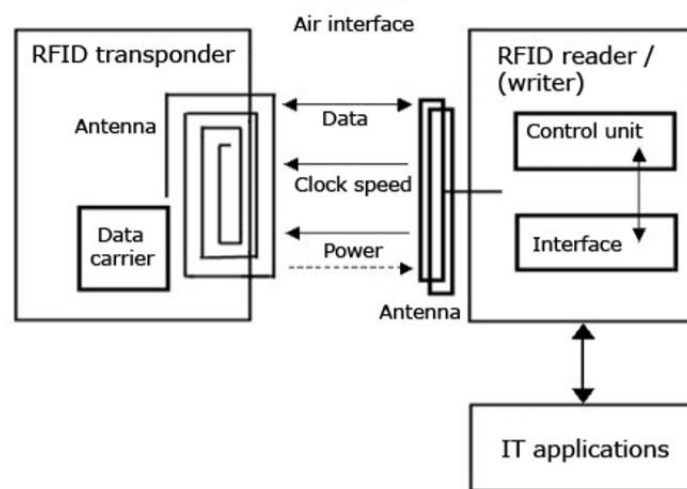 Air interface
RFID transponder
Antenna
Data
carrier
Data
Clock speed
Power
Antenna
RFID reader /
(writer)
Control unit
Interface
IT applications